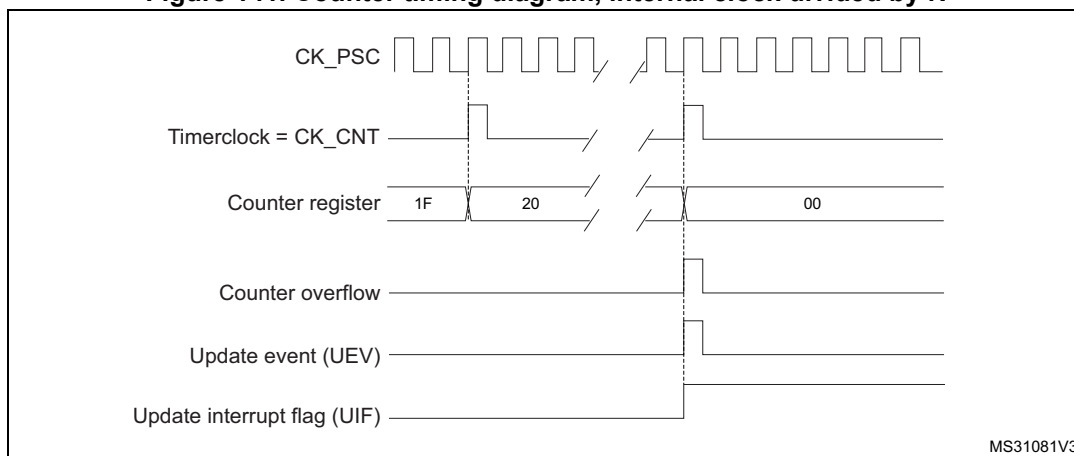 CK_PSC
Timerclock = CK_CNT
Counter register
1F
20
00
Counter overflow
Update event (UEV)
Update interrupt flag (UIF)
MS31081V3